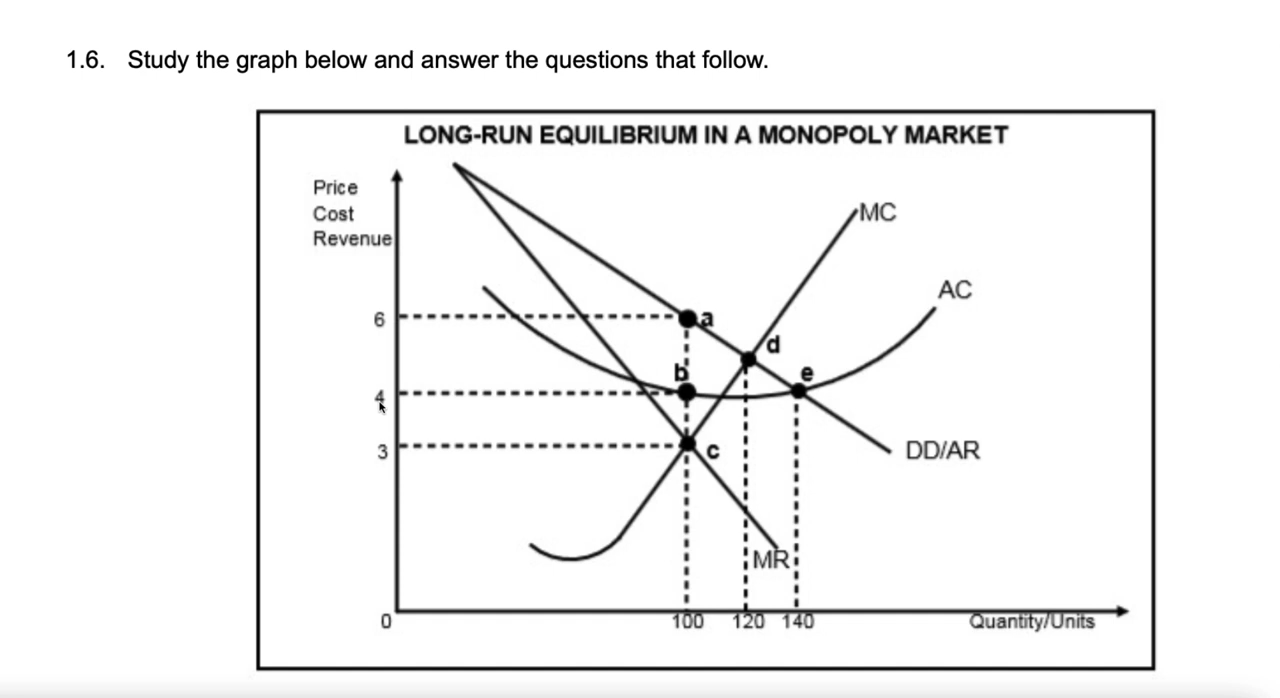 1.6. Study the graph below and answer the questions that follow.
LONG-RUN EQUILIBRIUM IN A MONOPOLY MARKET
Price
Cost
Revenue
MC
AC
6
a
d
b
e
4
3
c
DD/AR
MR
0
100 120 140
Quantity/Units